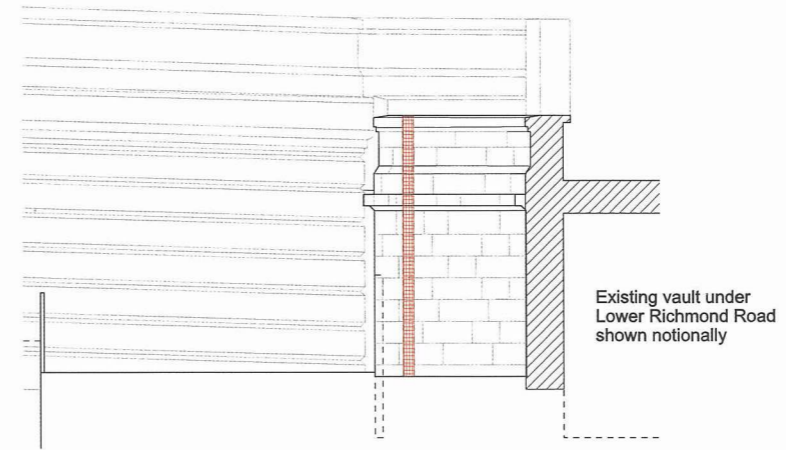 Existing vault under
Lower Richmond Road
shown notionally